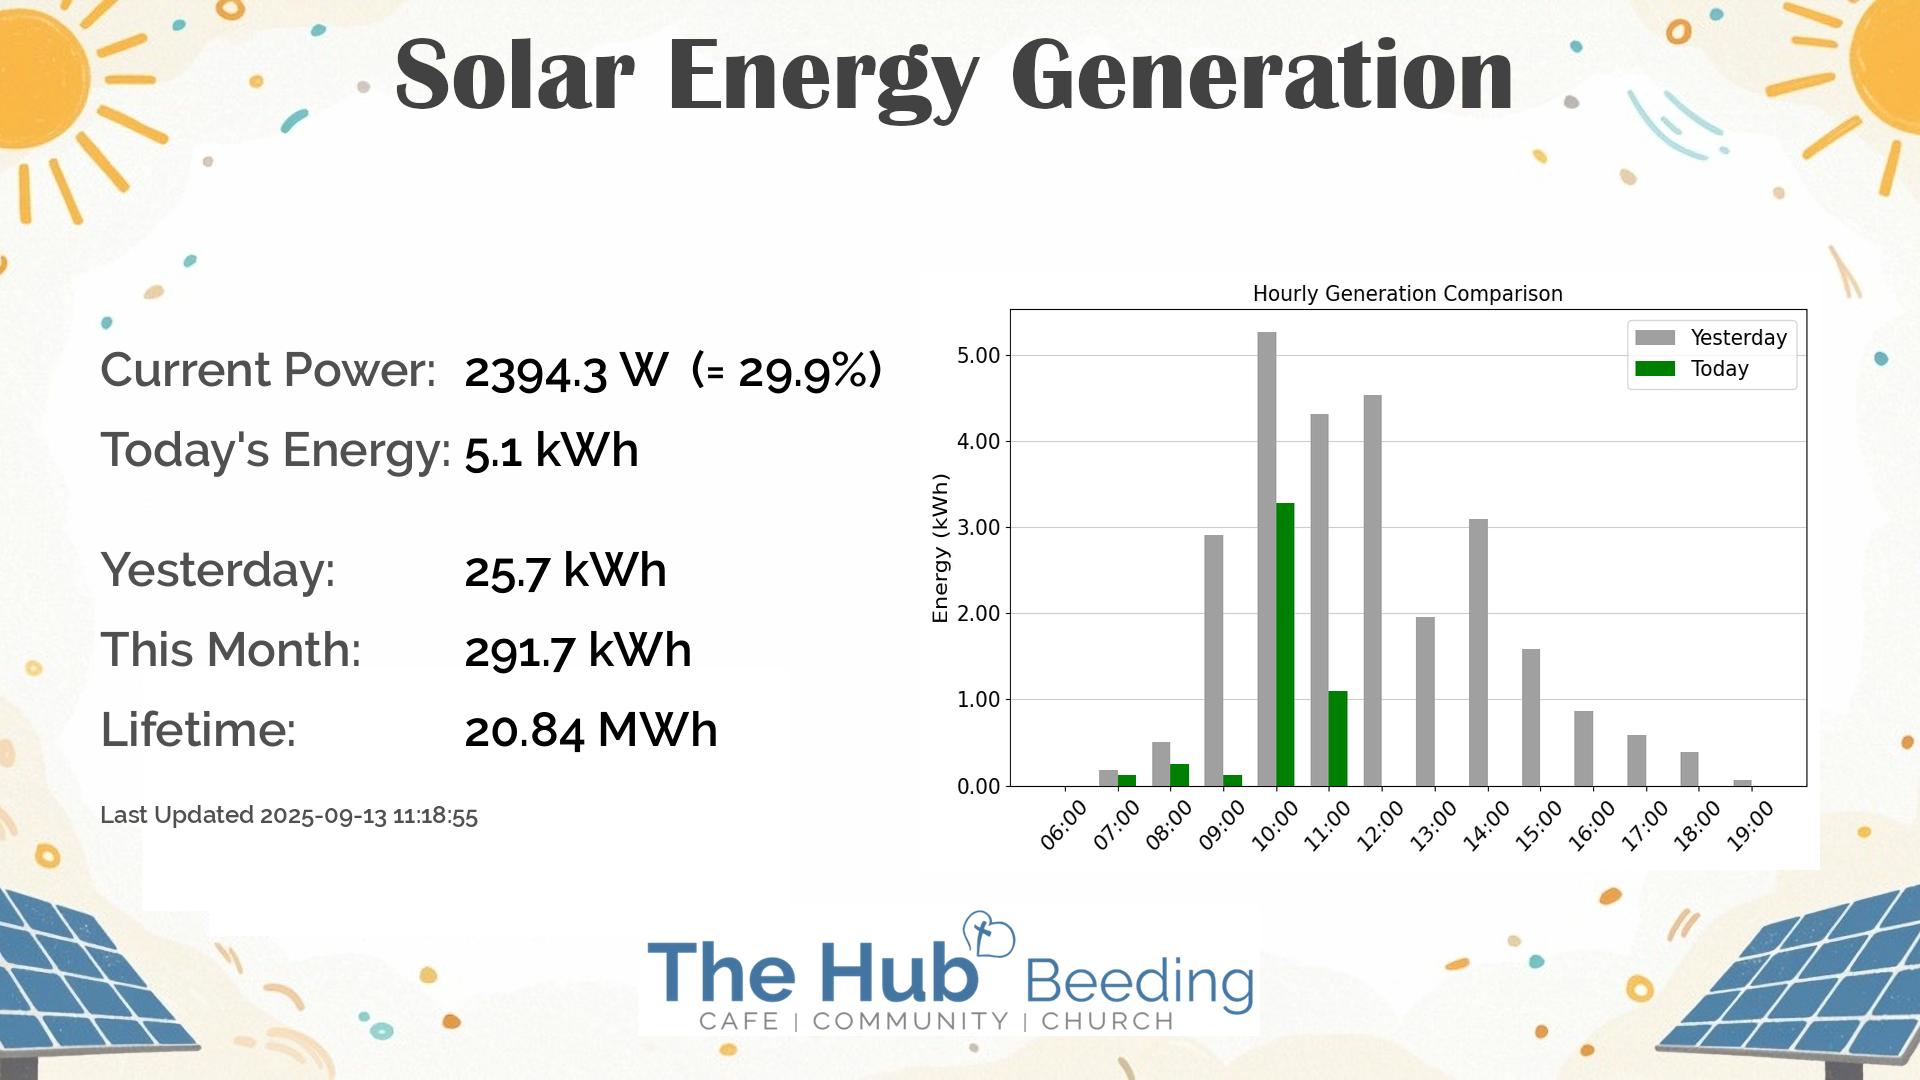 Solar Energy Generation
Current Power: 2394.3 W (= 29.9%)
Today's Energy: 5.1 kWh
Yesterday: 25.7 kWh
This Month: 291.7 kWh
Lifetime: 20.84 MWh
Last Updated 2025-09-13 11:18:55
Hourly Generation Comparison
Yesterday
Today
Energy (kWh)
5.00
4.00
3.00
2.00
1.00
0.00
06:00 07:00 08:00 09:00 10:00 11:00 12:00 13:00 14:00 15:00 16:00 17:00 18:00 19:00
The Hub Beeding
CAFE | COMMUNITY | CHURCH